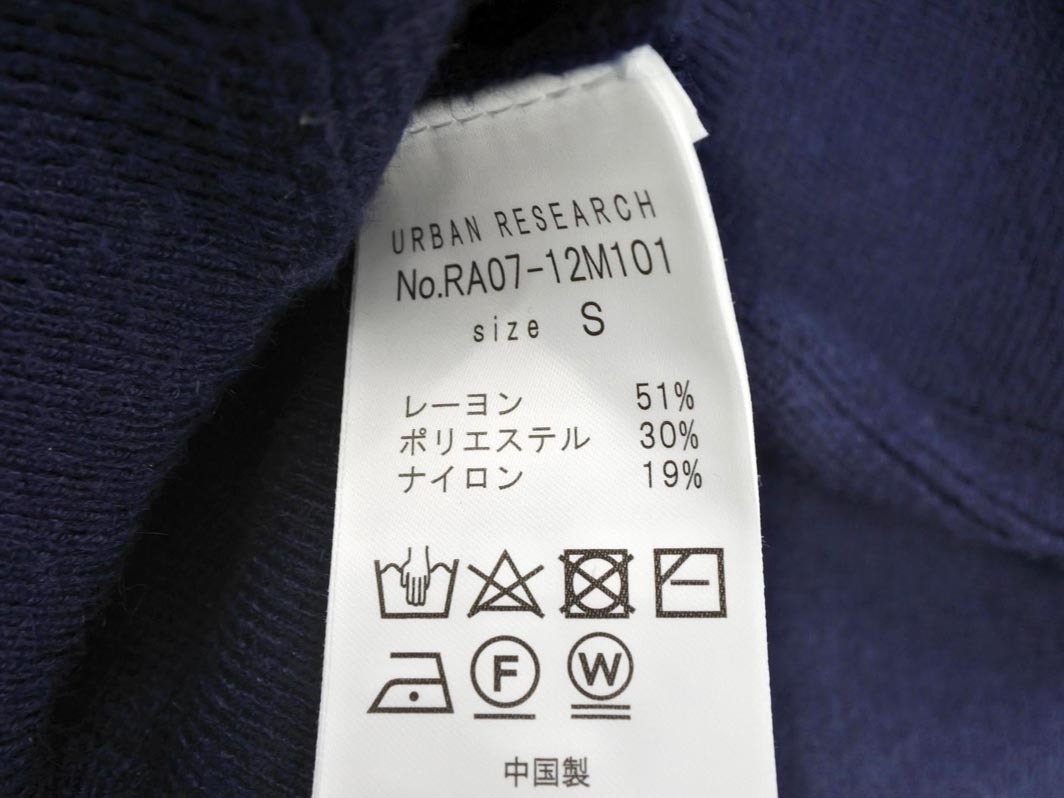 URBAN RESEARCH
No.RA07-12M101
size S
レーヨン 51%
ポリエステル 30%
ナイロン 19%
F W
中国製